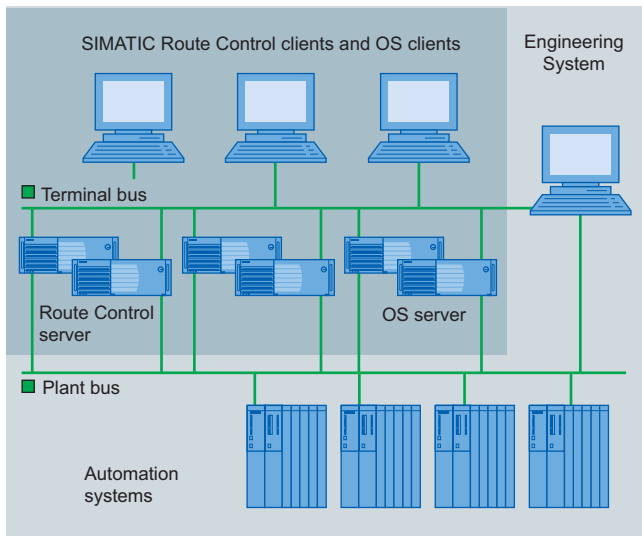 SIMATIC Route Control clients and OS clients
Engineering
System
Terminal bus
Route Control
server
OS server
Plant bus
Automation
systems